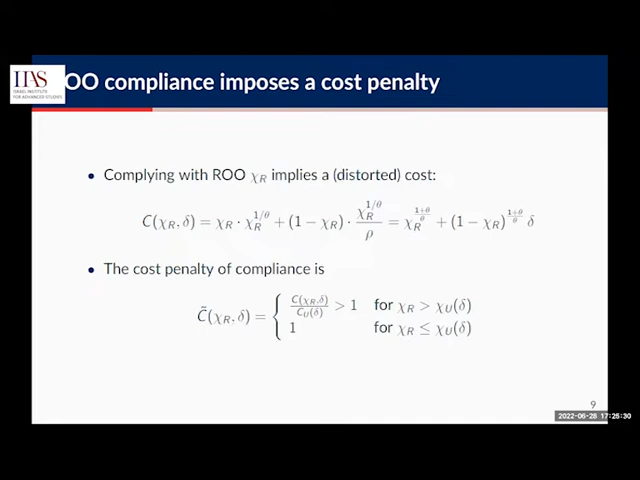 IIAS
ISRAEL INSTITUTE
FOR ADVANCED STUDIES
OO compliance imposes a cost penalty
• Complying with ROO χ_R implies a (distorted) cost:
C(χ_R, δ) = χ_R · χ_R^{1/θ} + (1 − χ_R) · χ_R^{1/θ}/ρ = χ_R^{(1+θ)/θ} + (1 − χ_R)^{(1+θ)/θ} δ
• The cost penalty of compliance is
C̃(χ_R, δ) = { C(χ_R,δ)/C_U(δ) > 1 for χ_R > χ_U(δ)
1 for χ_R ≤ χ_U(δ)
9
2022-06-28 17:25:30